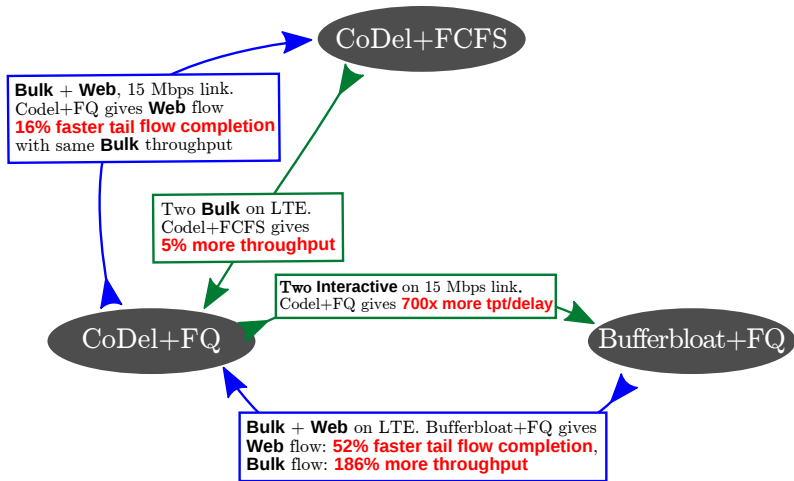 CoDel+FCFS
Bulk + Web, 15 Mbps link.
Codel+FQ gives Web flow
16% faster tail flow completion
with same Bulk throughput
Two Bulk on LTE.
Codel+FCFS gives
5% more throughput
Two Interactive on 15 Mbps link.
Codel+FQ gives 700x more tpt/delay
CoDel+FQ
Bufferbloat+FQ
Bulk + Web on LTE. Bufferbloat+FQ gives
Web flow: 52% faster tail flow completion,
Bulk flow: 186% more throughput